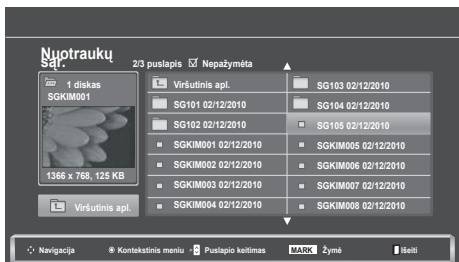 Nuotraukų
sąr.
2/3 puslapis ☑ Nepažymėta
1 diskas
SGKIM001
1366 x 768, 125 KB
Viršutinis apl.
Viršutinis apl.
SG101 02/12/2010
SG102 02/12/2010
SGKIM001 02/12/2010
SGKIM002 02/12/2010
SGKIM003 02/12/2010
SGKIM004 02/12/2010
SG103 02/12/2010
SG104 02/12/2010
SG105 02/12/2010
SGKIM005 02/12/2010
SGKIM006 02/12/2010
SGKIM007 02/12/2010
SGKIM008 02/12/2010
Navigacija Kontekstinis meniu P Puslapio keitimas MARK Žymė Išeiti